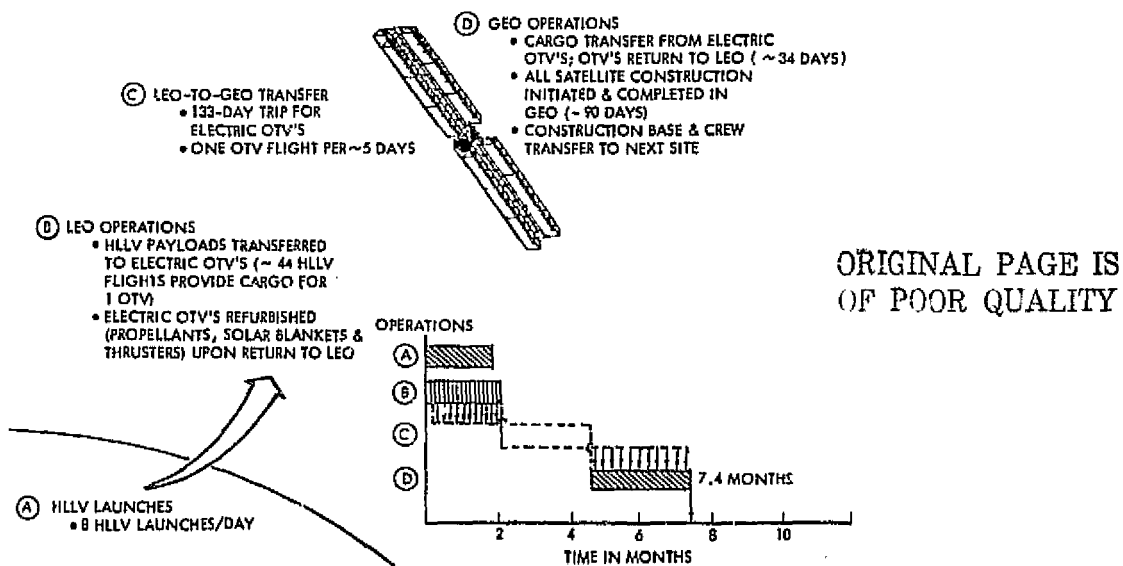 D GEO OPERATIONS
• CARGO TRANSFER FROM ELECTRIC
OTV'S; OTV'S RETURN TO LEO ( ~34 DAYS)
• ALL SATELLITE CONSTRUCTION
INITIATED & COMPLETED IN
GEO (~ 90 DAYS)
• CONSTRUCTION BASE & CREW
TRANSFER TO NEXT SITE
C LEO-TO-GEO TRANSFER
• 133-DAY TRIP FOR
ELECTRIC OTV'S
• ONE OTV FLIGHT PER ~5 DAYS
B LEO OPERATIONS
• HLLV PAYLOADS TRANSFERRED
TO ELECTRIC OTV'S (~ 44 HLLV
FLIGHTS PROVIDE CARGO FOR
1 OTV)
• ELECTRIC OTV'S REFURBISHED
(PROPELLANTS, SOLAR BLANKETS &
THRUSTERS) UPON RETURN TO LEO
ORIGINAL PAGE IS
OF POOR QUALITY
A HLLV LAUNCHES
• 8 HLLV LAUNCHES/DAY
OPERATIONS
A
B
C
D
7.4 MONTHS
2 4 6 8 10
TIME IN MONTHS